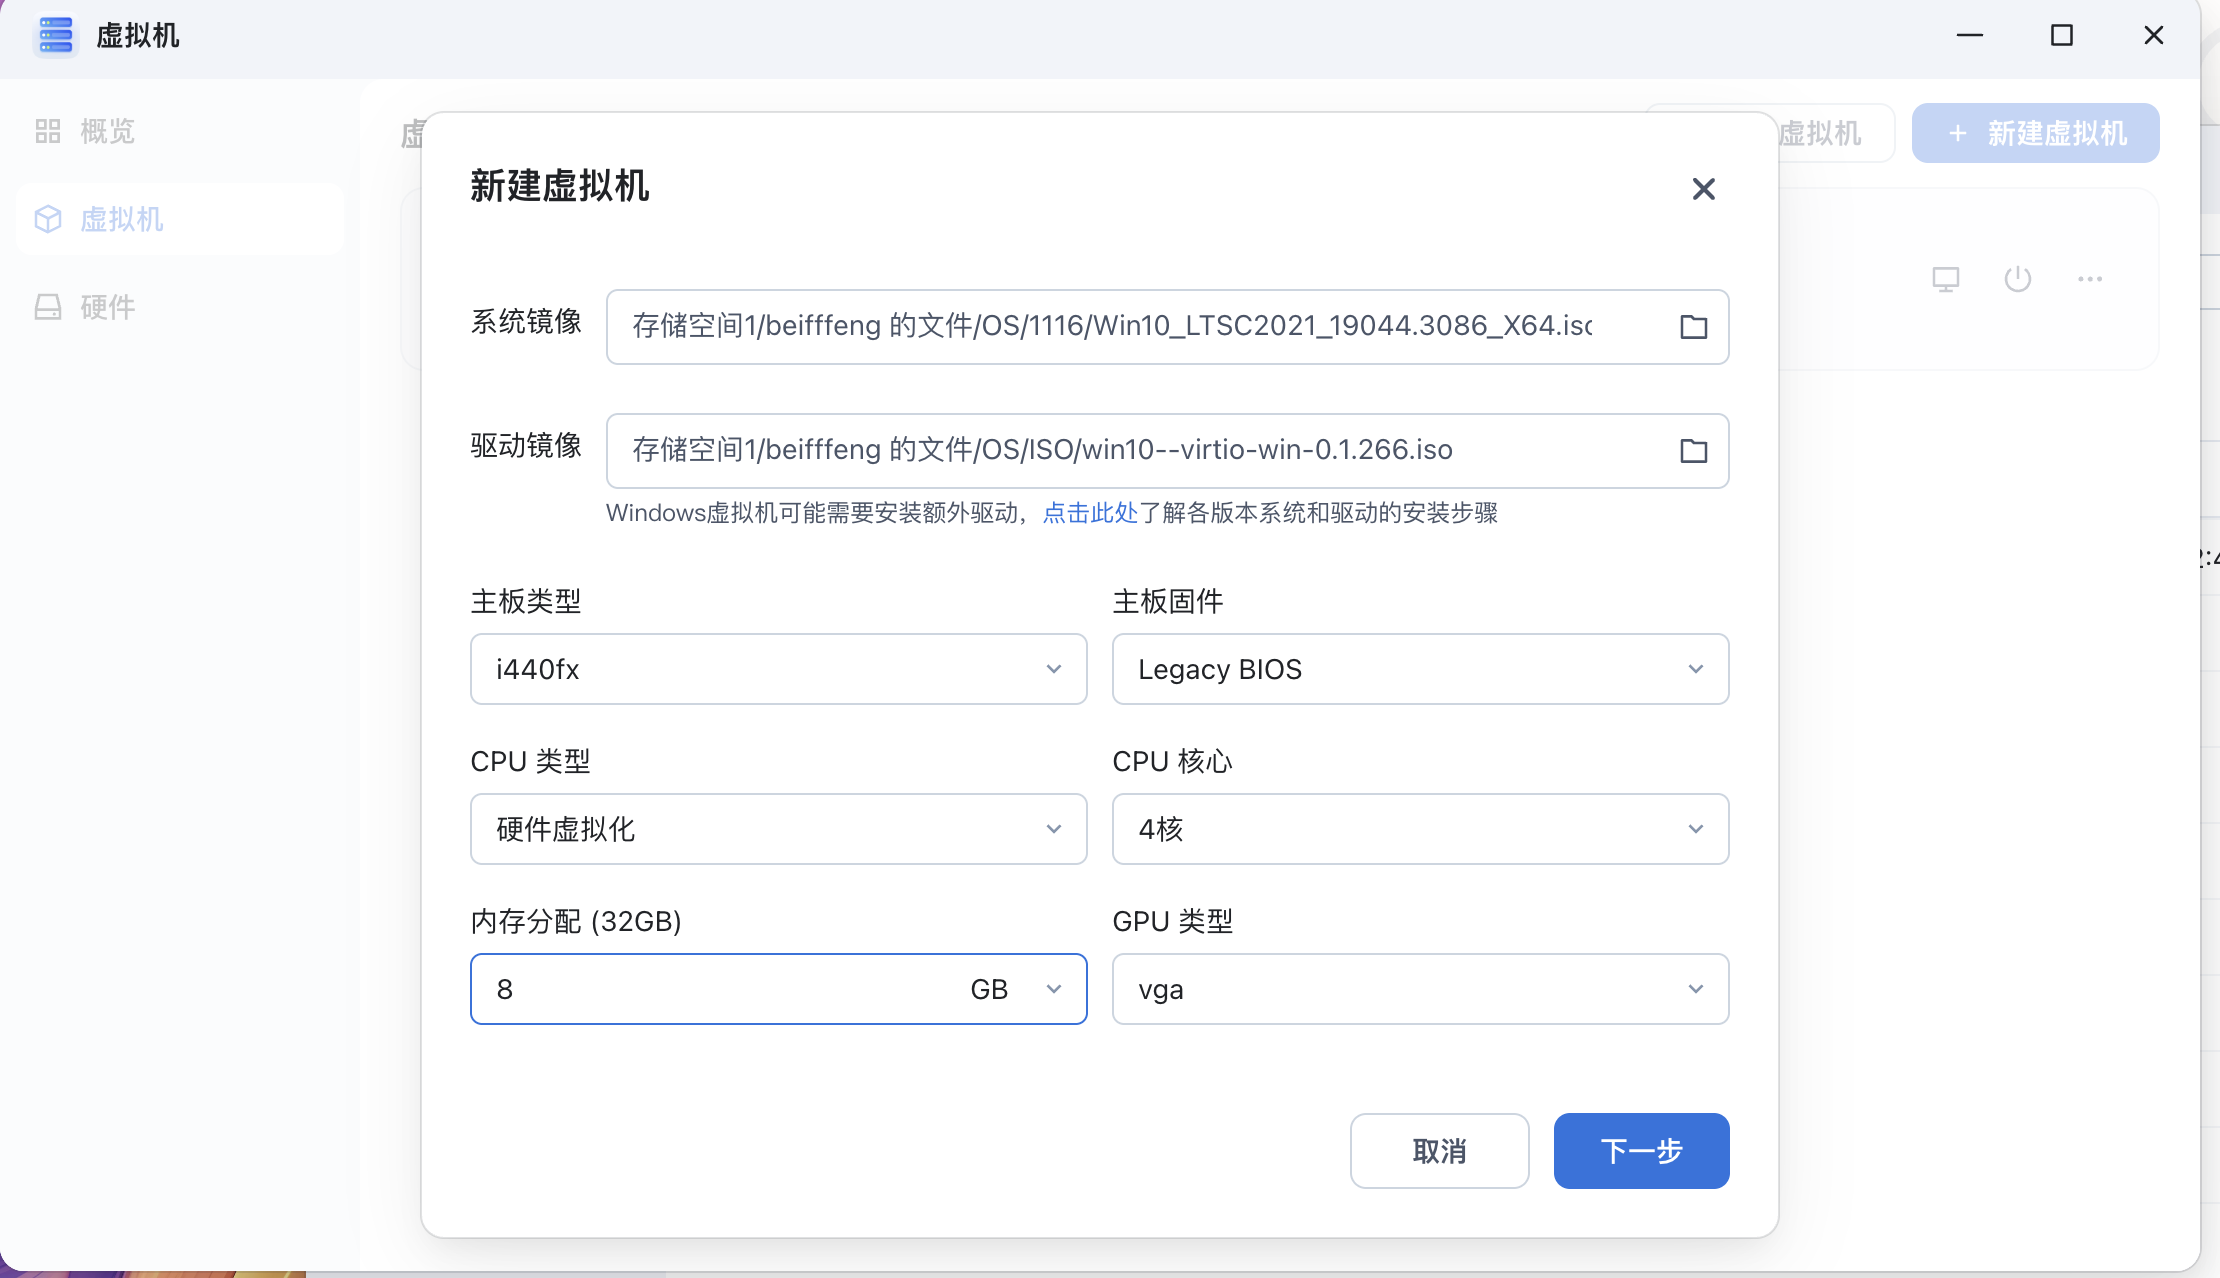 虚拟机
概览
虚拟机
硬件
虚拟机
+ 新建虚拟机
新建虚拟机
系统镜像
存储空间1/beifffeng 的文件/OS/1116/Win10_LTSC2021_19044.3086_X64.iso
驱动镜像
存储空间1/beifffeng 的文件/OS/ISO/win10--virtio-win-0.1.266.iso
Windows虚拟机可能需要安装额外驱动，点击此处了解各版本系统和驱动的安装步骤
主板类型
主板固件
i440fx
Legacy BIOS
CPU 类型
CPU 核心
硬件虚拟化
4核
内存分配 (32GB)
GPU 类型
8 GB
vga
取消
下一步